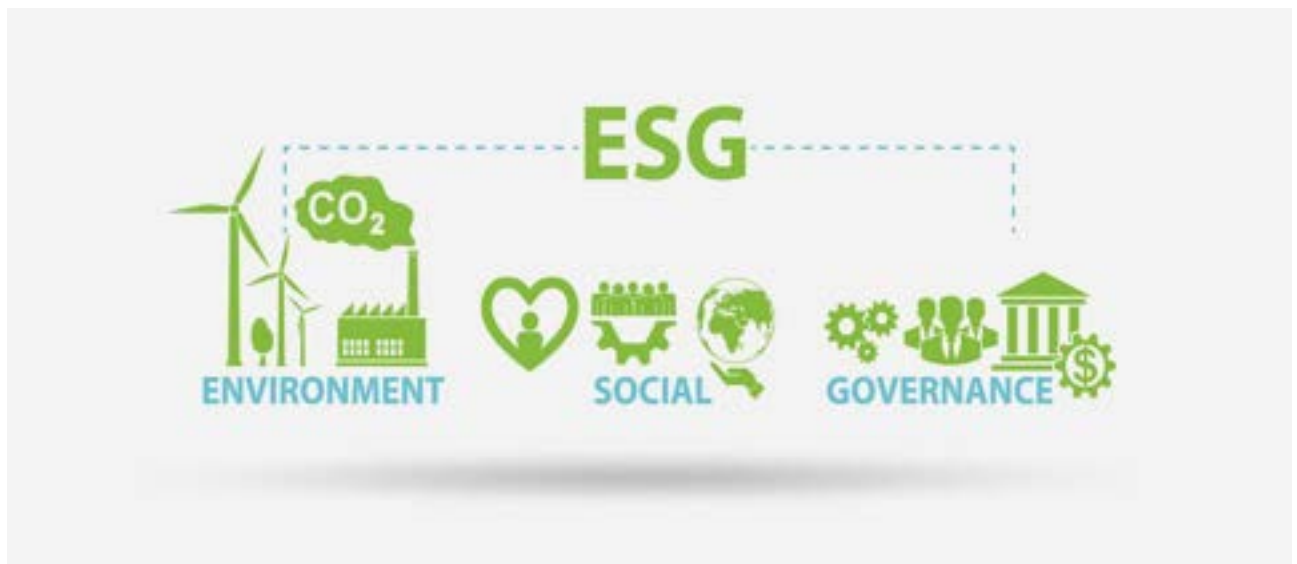 ESG
CO₂
ENVIRONMENT
SOCIAL
GOVERNANCE
$